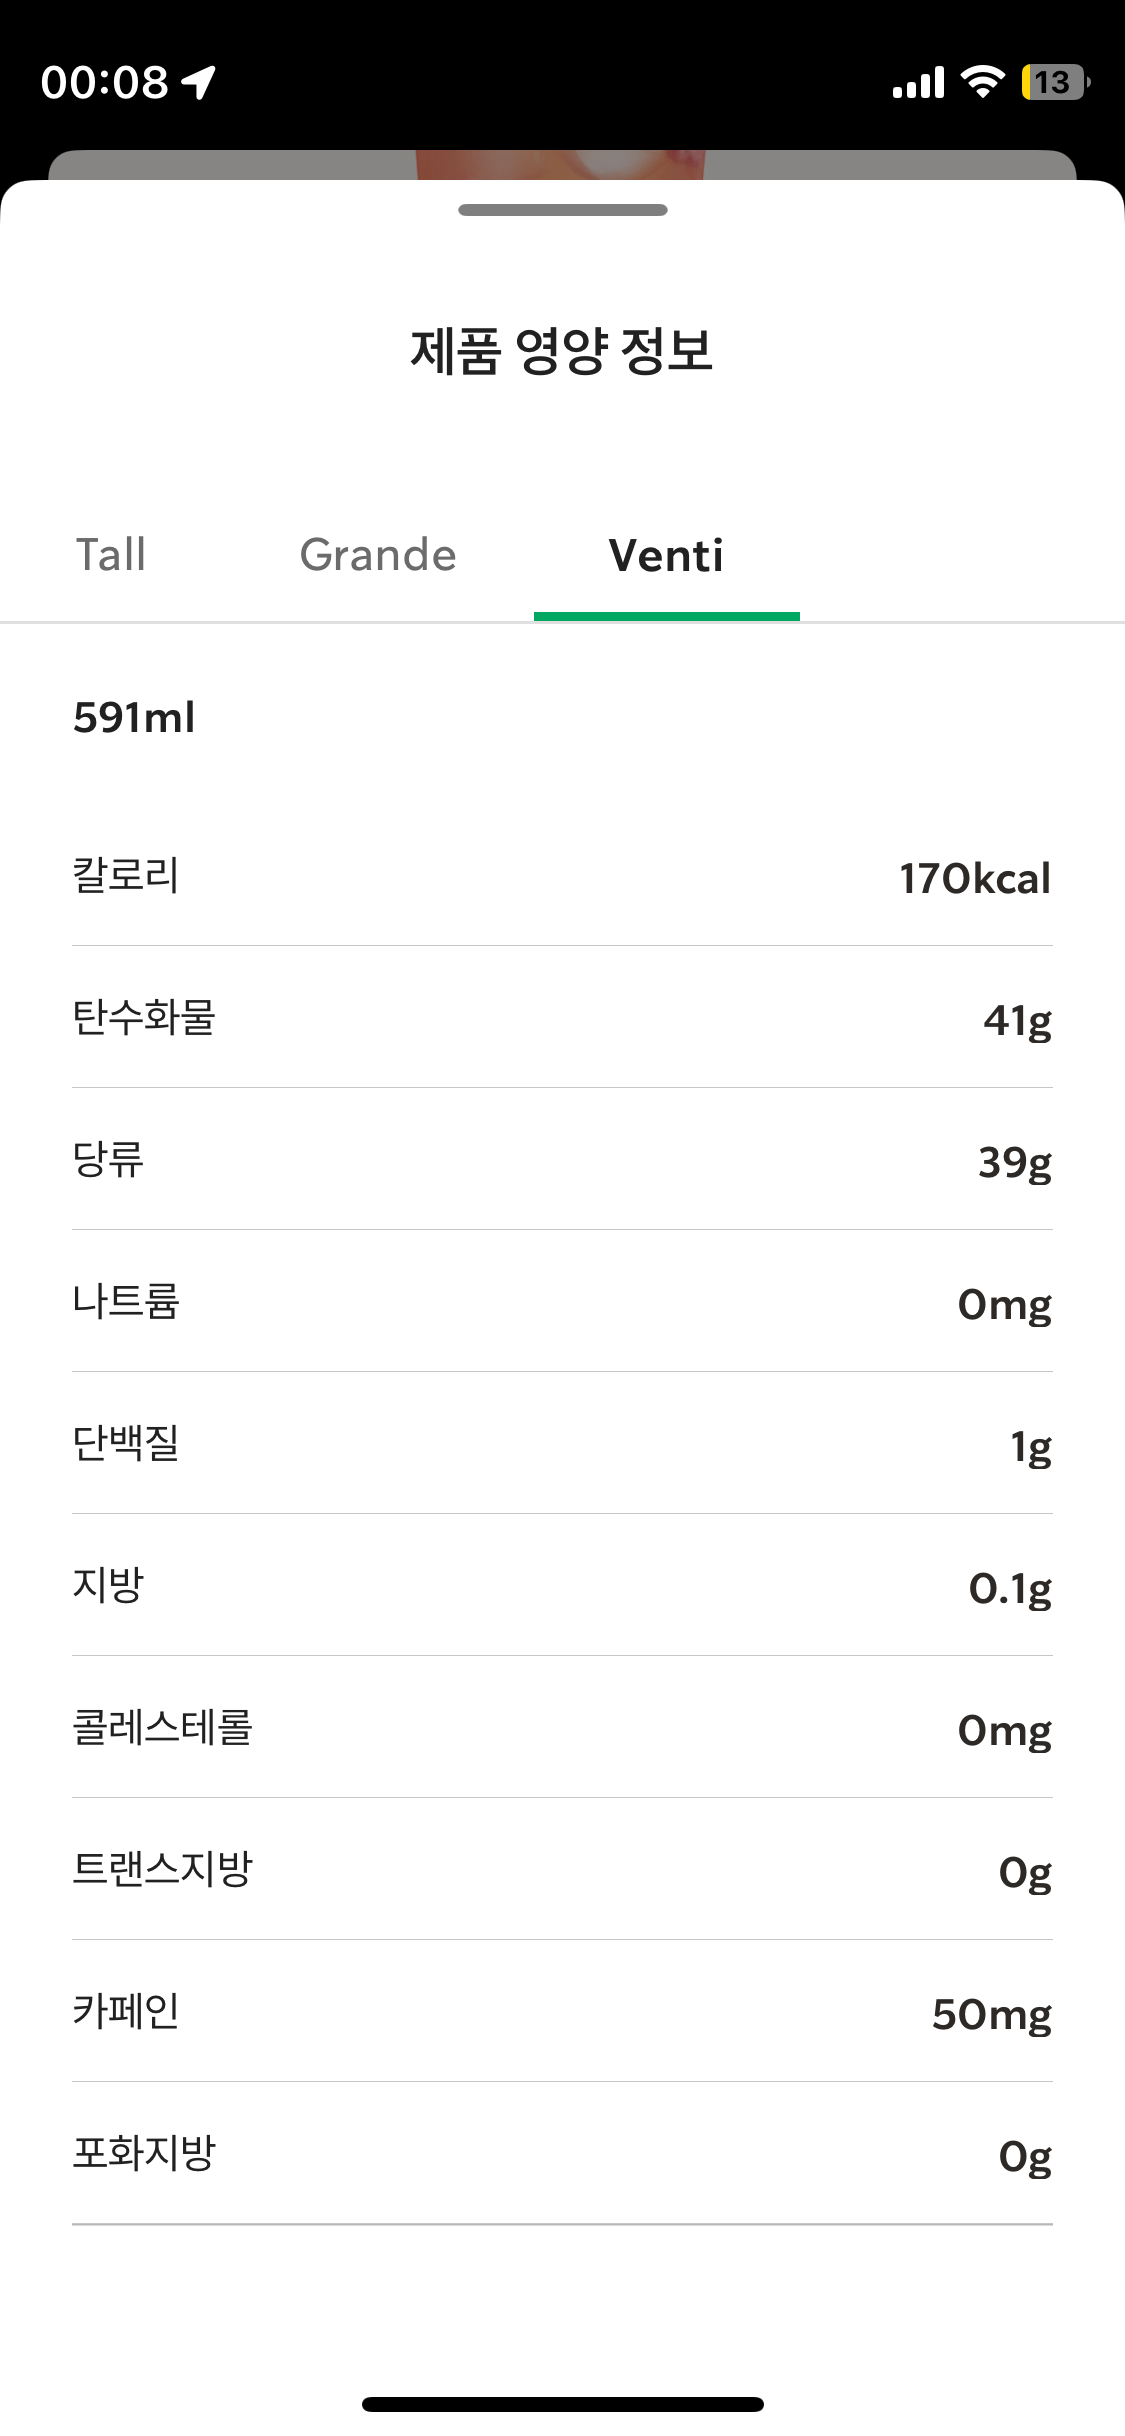 00:08
13
제품 영양 정보
Tall Grande Venti
591ml
칼로리 170kcal
탄수화물 41g
당류 39g
나트륨 0mg
단백질 1g
지방 0.1g
콜레스테롤 0mg
트랜스지방 0g
카페인 50mg
포화지방 0g